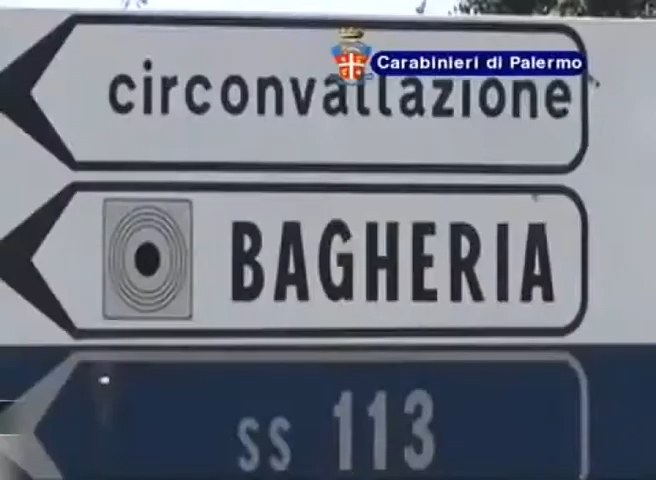 Carabinieri di Palermo
circonvallazione
BAGHERIA
SS 113